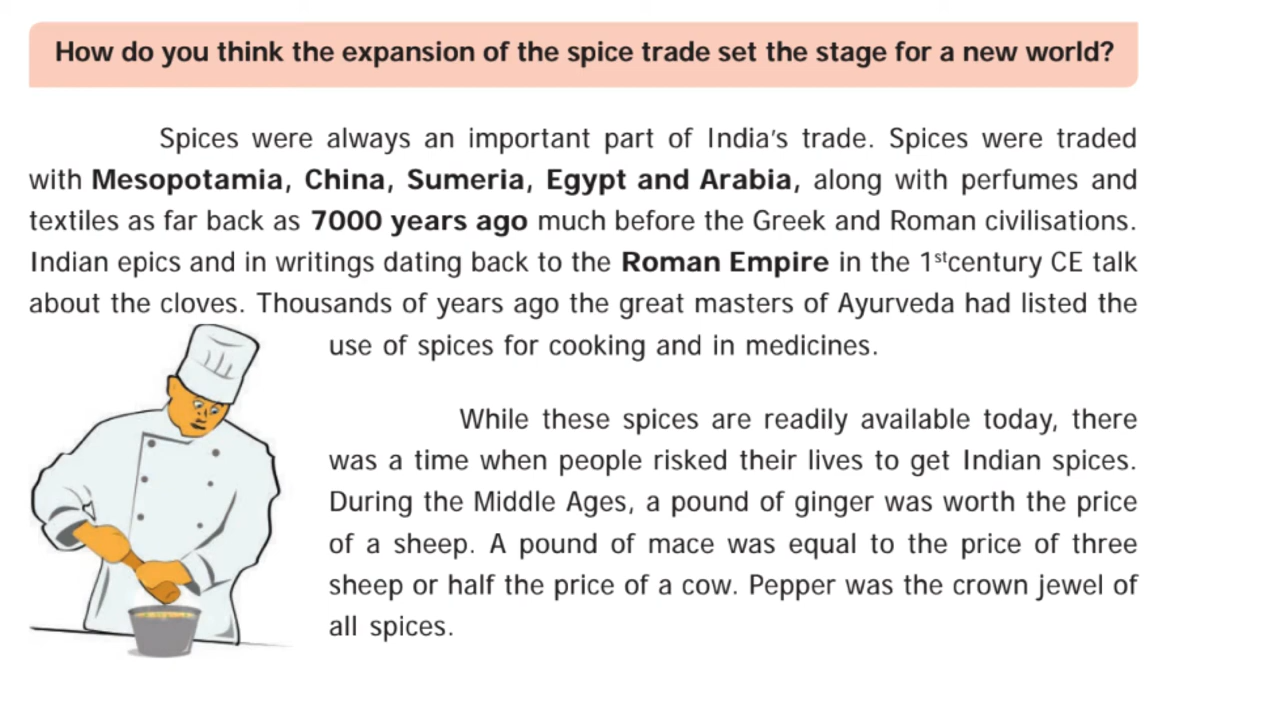 How do you think the expansion of the spice trade set the stage for a new world?
Spices were always an important part of India's trade. Spices were traded
with Mesopotamia, China, Sumeria, Egypt and Arabia, along with perfumes and
textiles as far back as 7000 years ago much before the Greek and Roman civilisations.
Indian epics and in writings dating back to the Roman Empire in the 1stcentury CE talk
about the cloves. Thousands of years ago the great masters of Ayurveda had listed the
use of spices for cooking and in medicines.
While these spices are readily available today, there
was a time when people risked their lives to get Indian spices.
During the Middle Ages, a pound of ginger was worth the price
of a sheep. A pound of mace was equal to the price of three
sheep or half the price of a cow. Pepper was the crown jewel of
all spices.